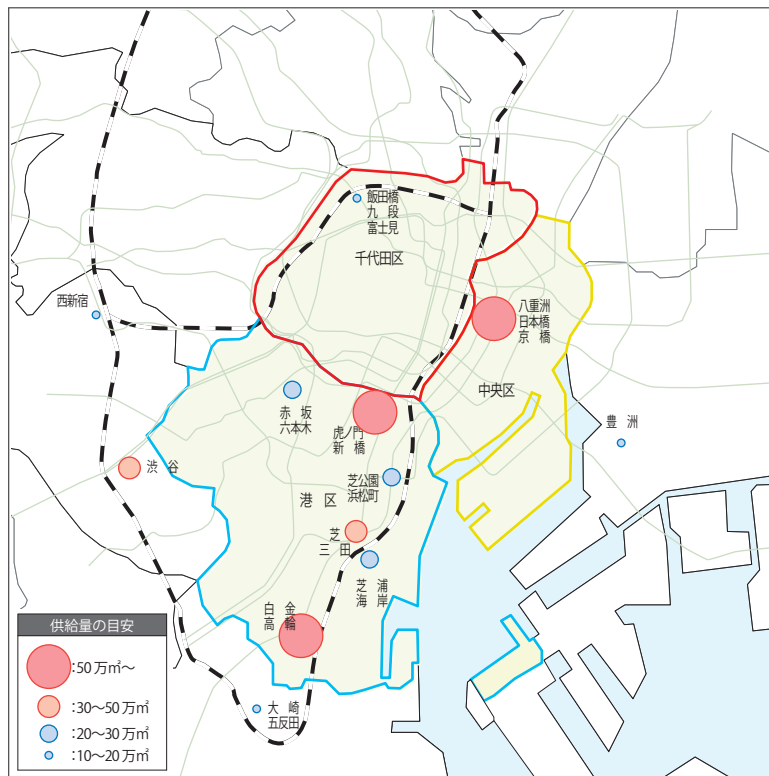 飯田橋
九　段
富士見
千代田区
西新宿
八重洲
日本橋
京　橋
中央区
赤　坂
六本木
虎ノ門
新　橋
豊　洲
渋　谷
芝公園
浜松町
港　区
芝
三　田
芝　浦
海　岸
白　金
高　輪
大　崎
五反田
供給量の目安
:50万㎡～
:30～50万㎡
:20～30万㎡
:10～20万㎡